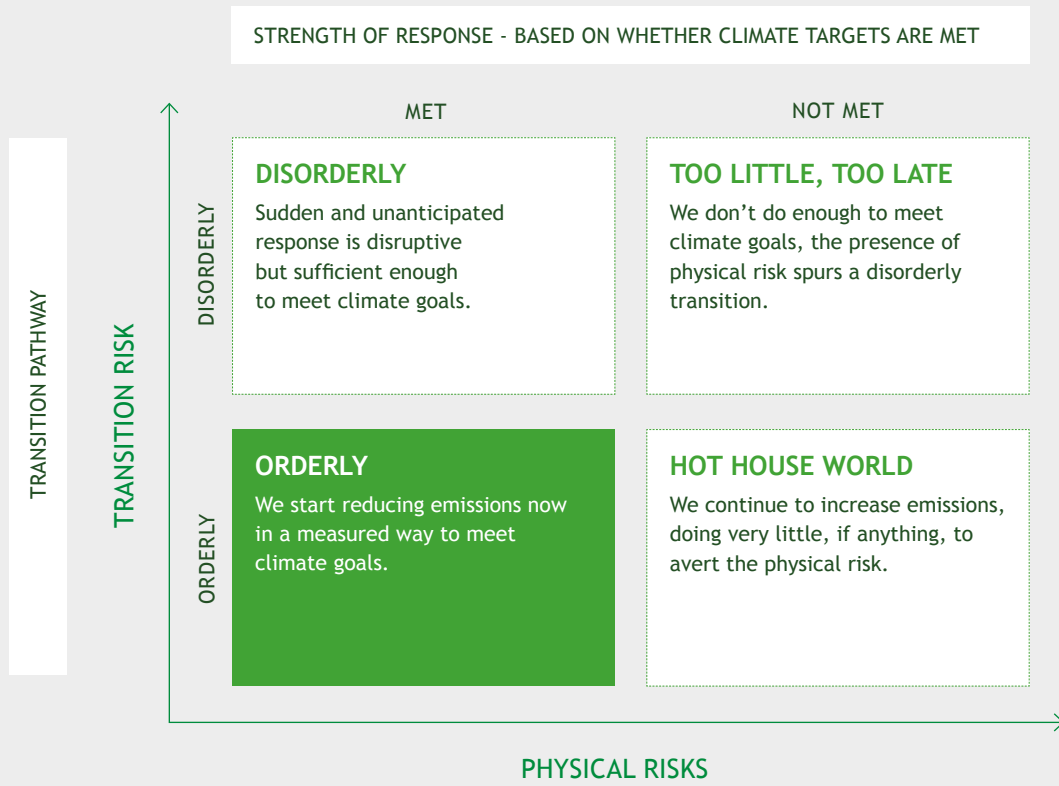 STRENGTH OF RESPONSE - BASED ON WHETHER CLIMATE TARGETS ARE MET
MET
NOT MET
TRANSITION PATHWAY
TRANSITION RISK
DISORDERLY
DISORDERLY
Sudden and unanticipated
response is disruptive
but sufficient enough
to meet climate goals.
TOO LITTLE, TOO LATE
We don’t do enough to meet
climate goals, the presence of
physical risk spurs a disorderly
transition.
ORDERLY
ORDERLY
We start reducing emissions now
in a measured way to meet
climate goals.
HOT HOUSE WORLD
We continue to increase emissions,
doing very little, if anything, to
avert the physical risk.
PHYSICAL RISKS